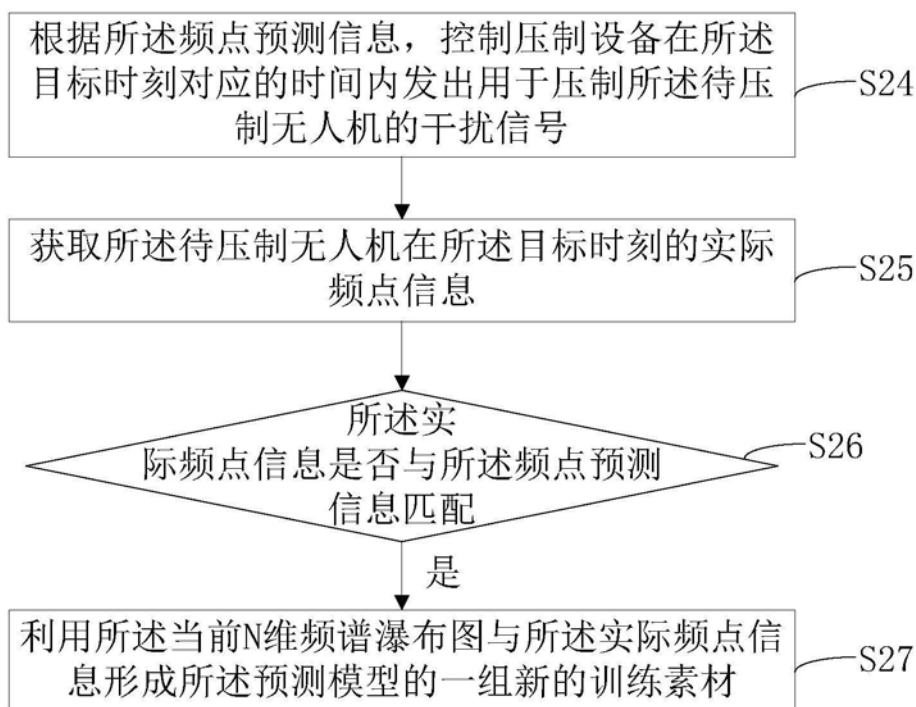 根据所述频点预测信息，控制压制设备在所述
目标时刻对应的时间内发出用于压制所述待压
制无人机的干扰信号
S24
获取所述待压制无人机在所述目标时刻的实际
频点信息
S25
所述实
际频点信息是否与所述频点预测
信息匹配
S26
是
利用所述当前N维频谱瀑布图与所述实际频点信
息形成所述预测模型的一组新的训练素材
S27